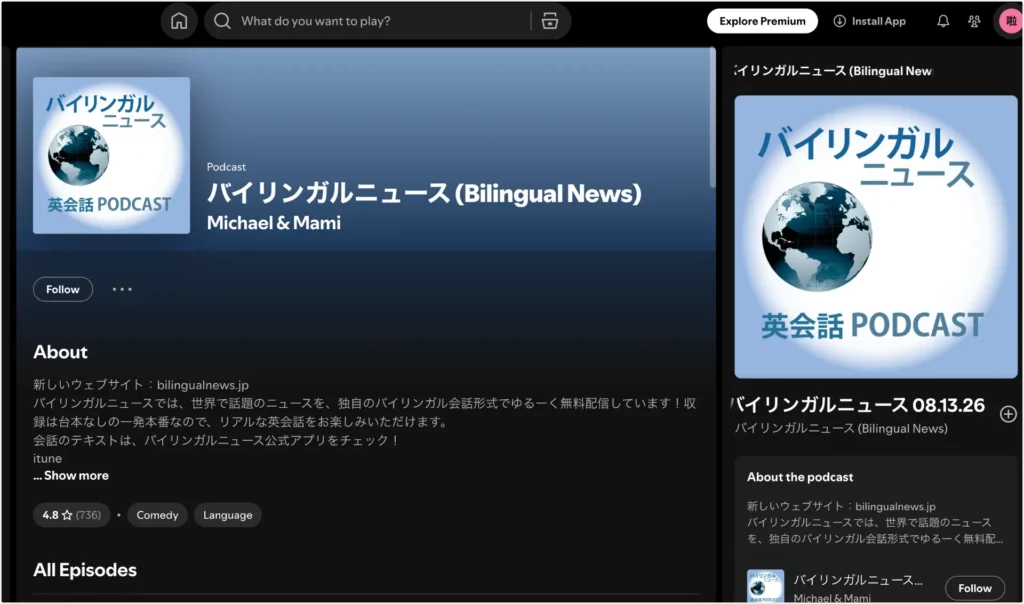 What do you want to play?
Explore Premium
Install App
啦
バイリンガル
ニュース
英会話 PODCAST
Podcast
バイリンガルニュース (Bilingual News)
Michael & Mami
Follow
About
新しいウェブサイト：bilingualnews.jp
バイリンガルニュースでは、世界で話題のニュースを、独自のバイリンガル会話形式でゆるーく無料配信しています！収
録は台本なしの一発本番なので、リアルな英会話をお楽しみいただけます。
会話のテキストは、バイリンガルニュース公式アプリをチェック！
itune
... Show more
4.8 (736)
Comedy
Language
All Episodes
イリンガルニュース (Bilingual New
バイリンガル
ニュース
英会話 PODCAST
バイリンガルニュース 08.13.26
バイリンガルニュース (Bilingual News)
About the podcast
新しいウェブサイト：bilingualnews.jp
バイリンガルニュースでは、世界で話題のニュース
を、独自のバイリンガル会話形式でゆるーく無料配...
バイリンガル
ニュース
バイリンガルニュース...
Michael & Mami
Follow